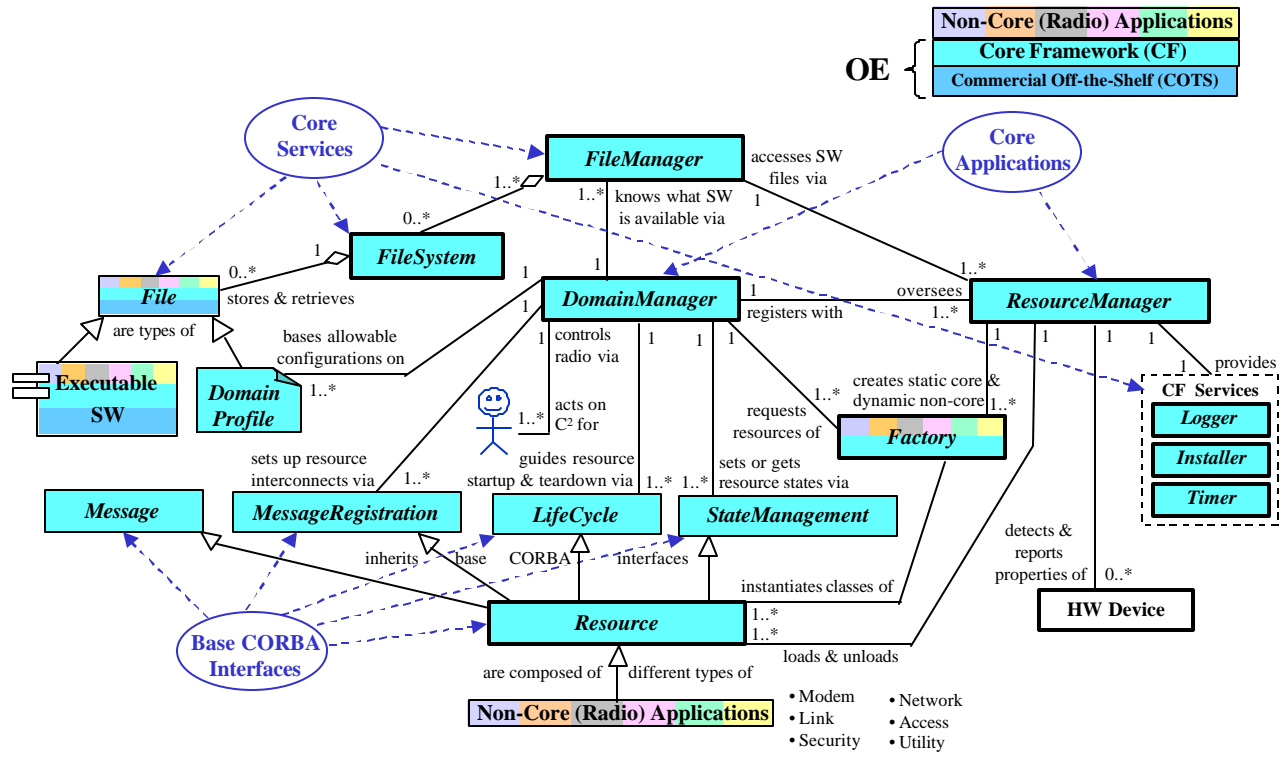 Non-Core (Radio) Applications
Core Framework (CF)
OE
Commercial Off-the-Shelf (COTS)
Core
Services
Core
Applications
FileManager
accesses SW
files via
1..*
1..*
knows what SW
is available via
1
0..*
1
FileSystem
0..*
stores & retrieves
File
are types of
1
1
1
DomainManager
1
registers with
1..*
oversees
1..*
ResourceManager
bases allowable
configurations on
1..*
1
controls
radio via
1
1
1
1
1
1
1
provides
1
Executable
SW
Domain
Profile
acts on
C² for
1..*
requests
resources of
1..*
creates static core &
dynamic non-core
1..*
Factory
CF Services
Logger
Installer
Timer
sets up resource
interconnects via
1..*
guides resource
startup & teardown via
1..*
sets or gets
resource states via
1..*
Message
MessageRegistration
LifeCycle
StateManagement
inherits
base
CORBA
interfaces
detects &
reports
properties of
0..*
HW Device
instantiates classes of
1..*
1..*
loads & unloads
Resource
Base CORBA
Interfaces
are composed of
different types of
Non-Core (Radio) Applications
• Modem
• Link
• Security
• Network
• Access
• Utility